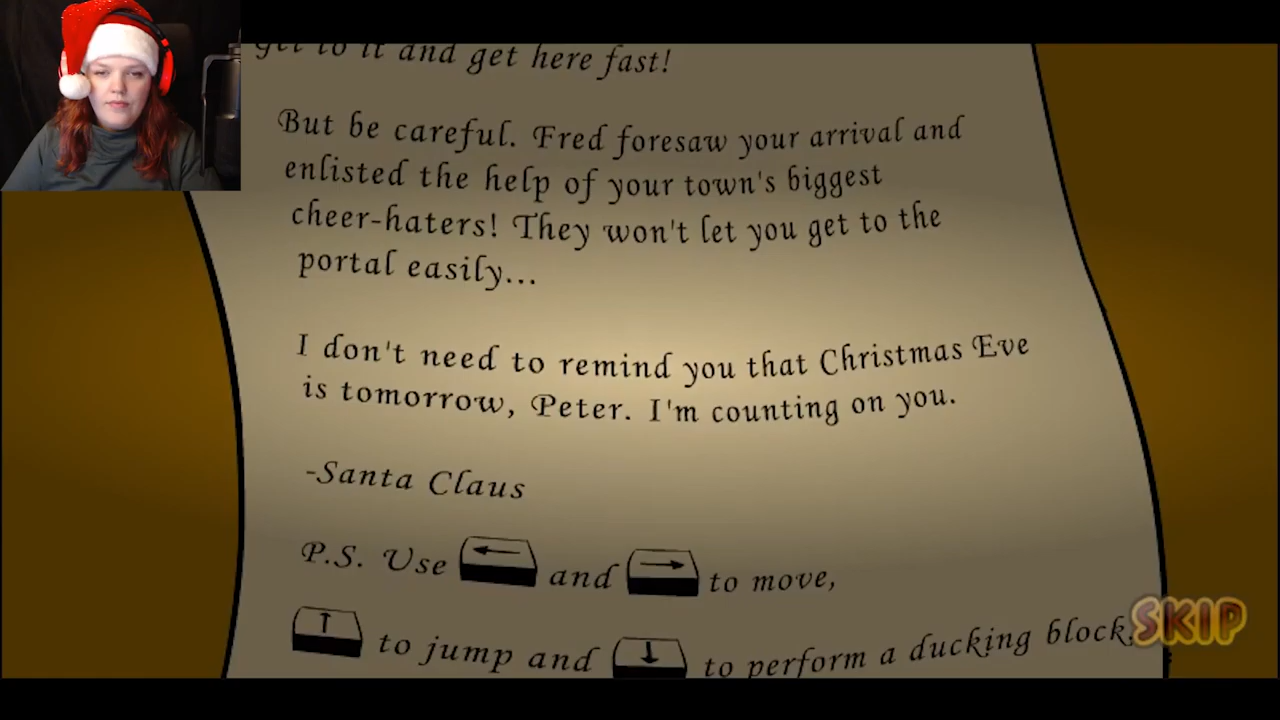 get to it and get here fast!
But be careful. Fred foresaw your arrival and
enlisted the help of your town's biggest
cheer-haters! They won't let you get to the
portal easily...
I don't need to remind you that Christmas Eve
is tomorrow, Peter. I'm counting on you.
-Santa Claus
P.S. Use ← and → to move,
↑ to jump and ↓ to perform a ducking block.
SKIP